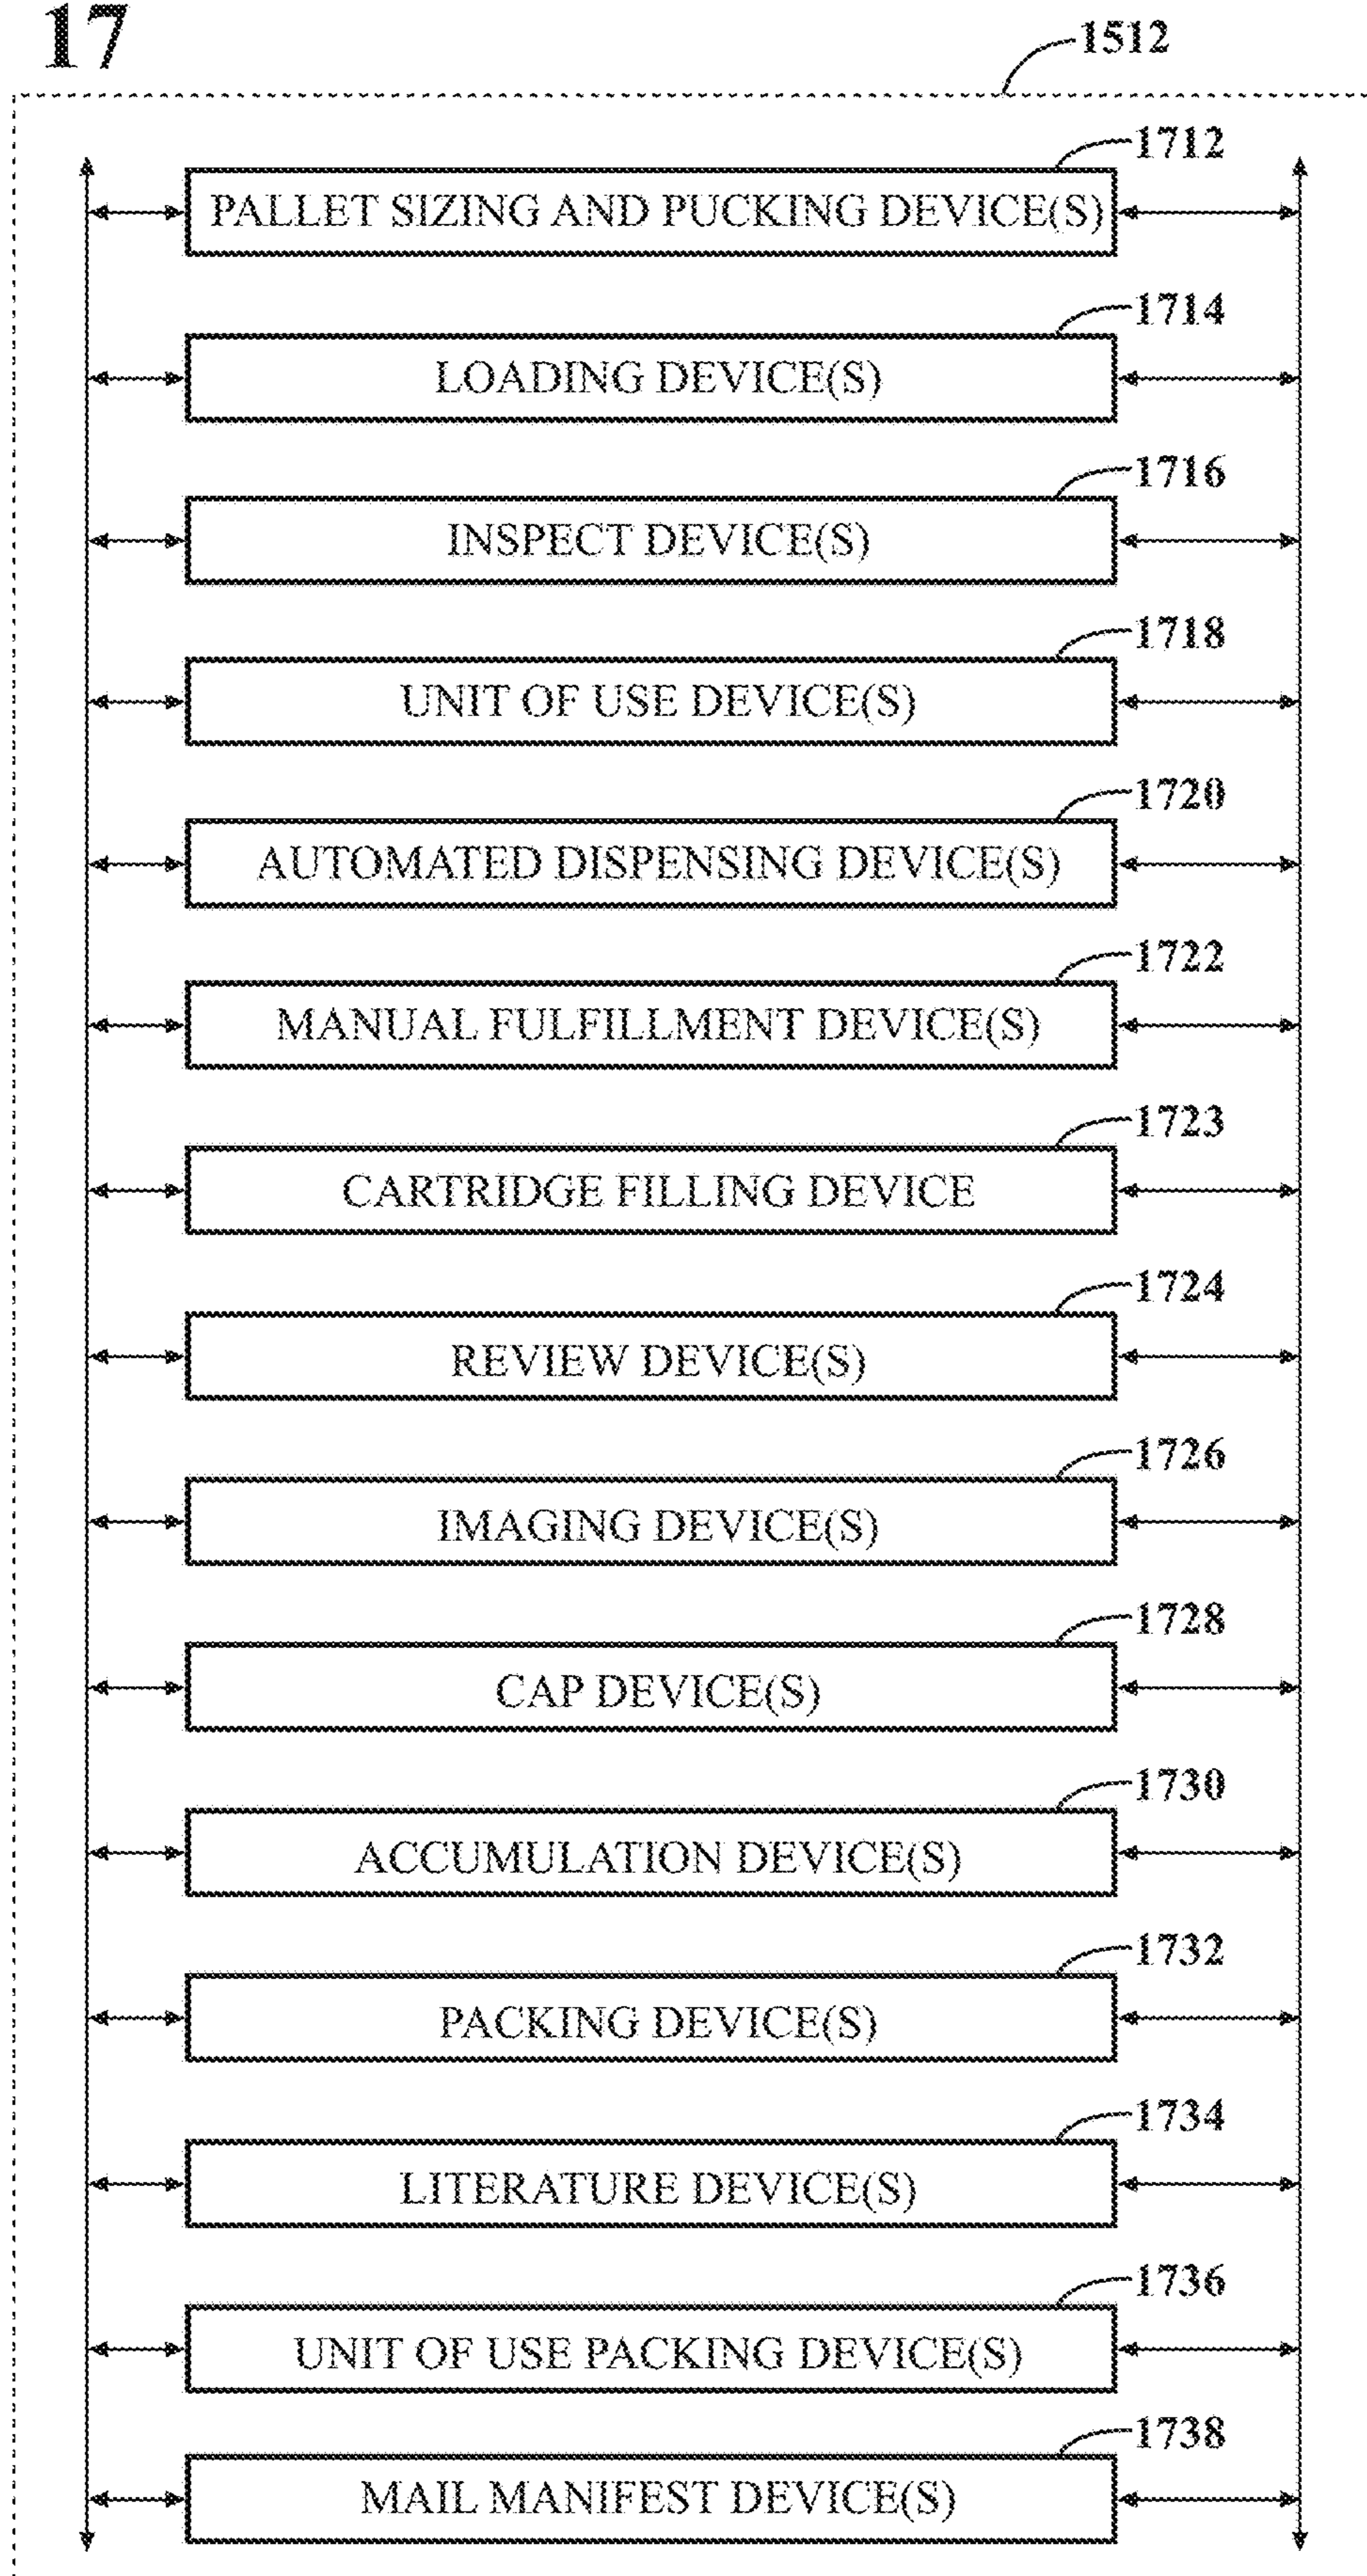 17
1512
1712
PALLET SIZING AND PUCKING DEVICE(S)
1714
LOADING DEVICE(S)
1716
INSPECT DEVICE(S)
1718
UNIT OF USE DEVICE(S)
1720
AUTOMATED DISPENSING DEVICE(S)
1722
MANUAL FULFILLMENT DEVICE(S)
1723
CARTRIDGE FILLING DEVICE
1724
REVIEW DEVICE(S)
1726
IMAGING DEVICE(S)
1728
CAP DEVICE(S)
1730
ACCUMULATION DEVICE(S)
1732
PACKING DEVICE(S)
1734
LITERATURE DEVICE(S)
1736
UNIT OF USE PACKING DEVICE(S)
1738
MAIL MANIFEST DEVICE(S)